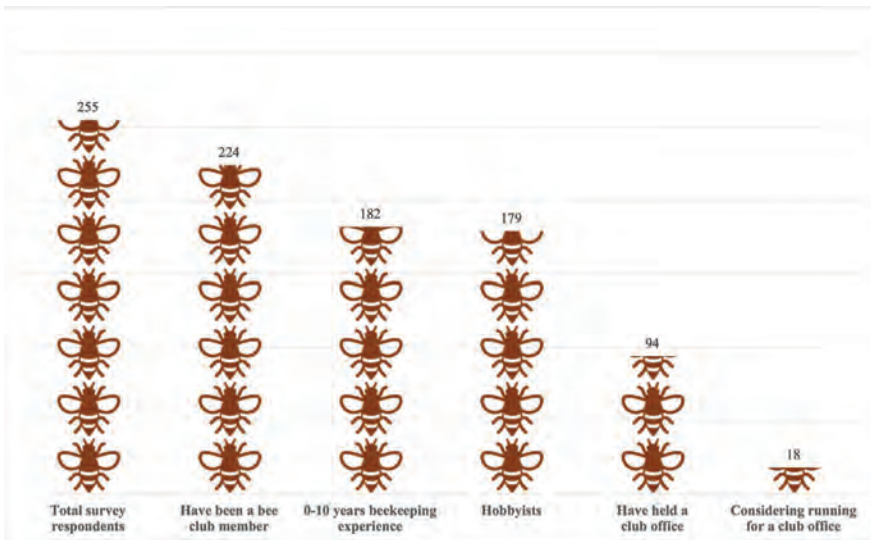 255
224
182
179
94
18
Total survey
respondents
Have been a bee
club member
0-10 years beekeeping
experience
Hobbyists
Have held a
club office
Considering running
for a club office